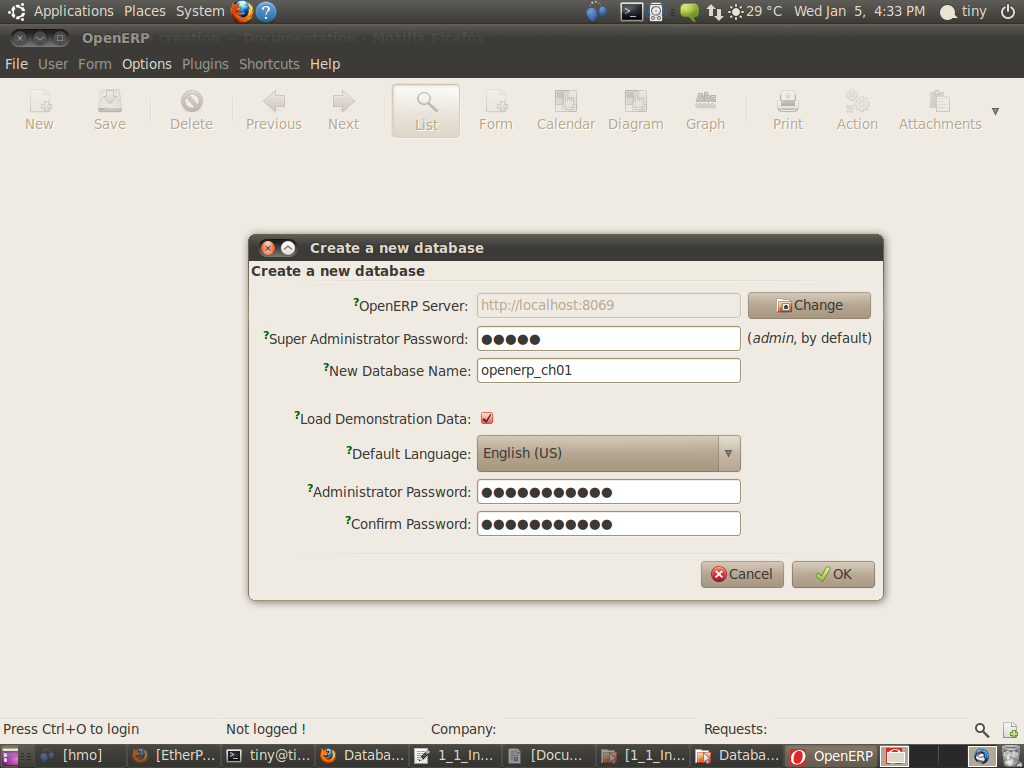 Applications Places System 29 °C Wed Jan 5, 4:33 PM tiny
OpenERP creation — Documentation - Mozilla Firefox
File User Form Options Plugins Shortcuts Help
New Save Delete Previous Next List Form Calendar Diagram Abc Graph Print Action Attachments
Create a new database
Create a new database
?OpenERP Server: http://localhost:8069 Change
?Super Administrator Password: ●●●●● (admin, by default)
?New Database Name: openerp_ch01
?Load Demonstration Data:
?Default Language: English (US)
?Administrator Password: ●●●●●●●●●●●
?Confirm Password: ●●●●●●●●●●●
Cancel OK
Press Ctrl+O to login Not logged ! Company: Requests:
[hmo] [EtherP... tiny@ti... Databa... 1_1_In... [Docu... [1_1_In... Databa... OpenERP